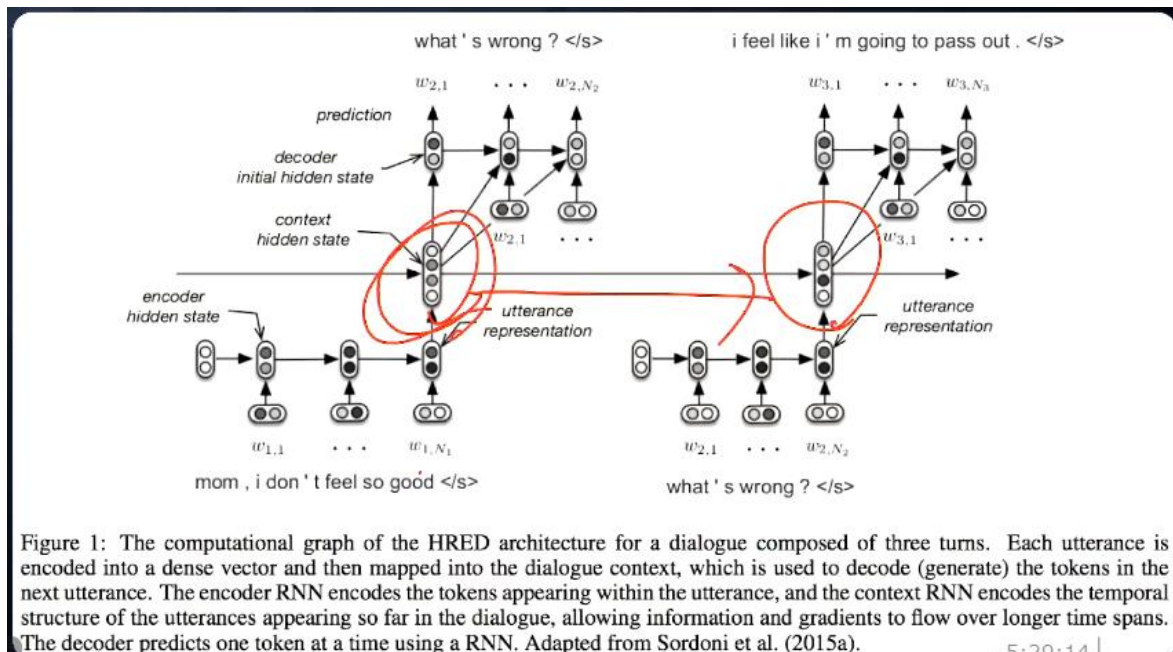 what ' s wrong ? </s>
i feel like i ' m going to pass out . </s>
w2,1 . . . w2,N2
w3,1 . . . w3,N3
prediction
decoder
initial hidden state
context
hidden state
w2,1 . . .
w3,1 . . .
encoder
hidden state
utterance
representation
utterance
representation
w1,1 . . . w1,N1
w2,1 . . . w2,N2
mom , i don ' t feel so good </s>
what ' s wrong ? </s>
Figure 1: The computational graph of the HRED architecture for a dialogue composed of three turns. Each utterance is
encoded into a dense vector and then mapped into the dialogue context, which is used to decode (generate) the tokens in the
next utterance. The encoder RNN encodes the tokens appearing within the utterance, and the context RNN encodes the temporal
structure of the utterances appearing so far in the dialogue, allowing information and gradients to flow over longer time spans.
The decoder predicts one token at a time using a RNN. Adapted from Sordoni et al. (2015a).